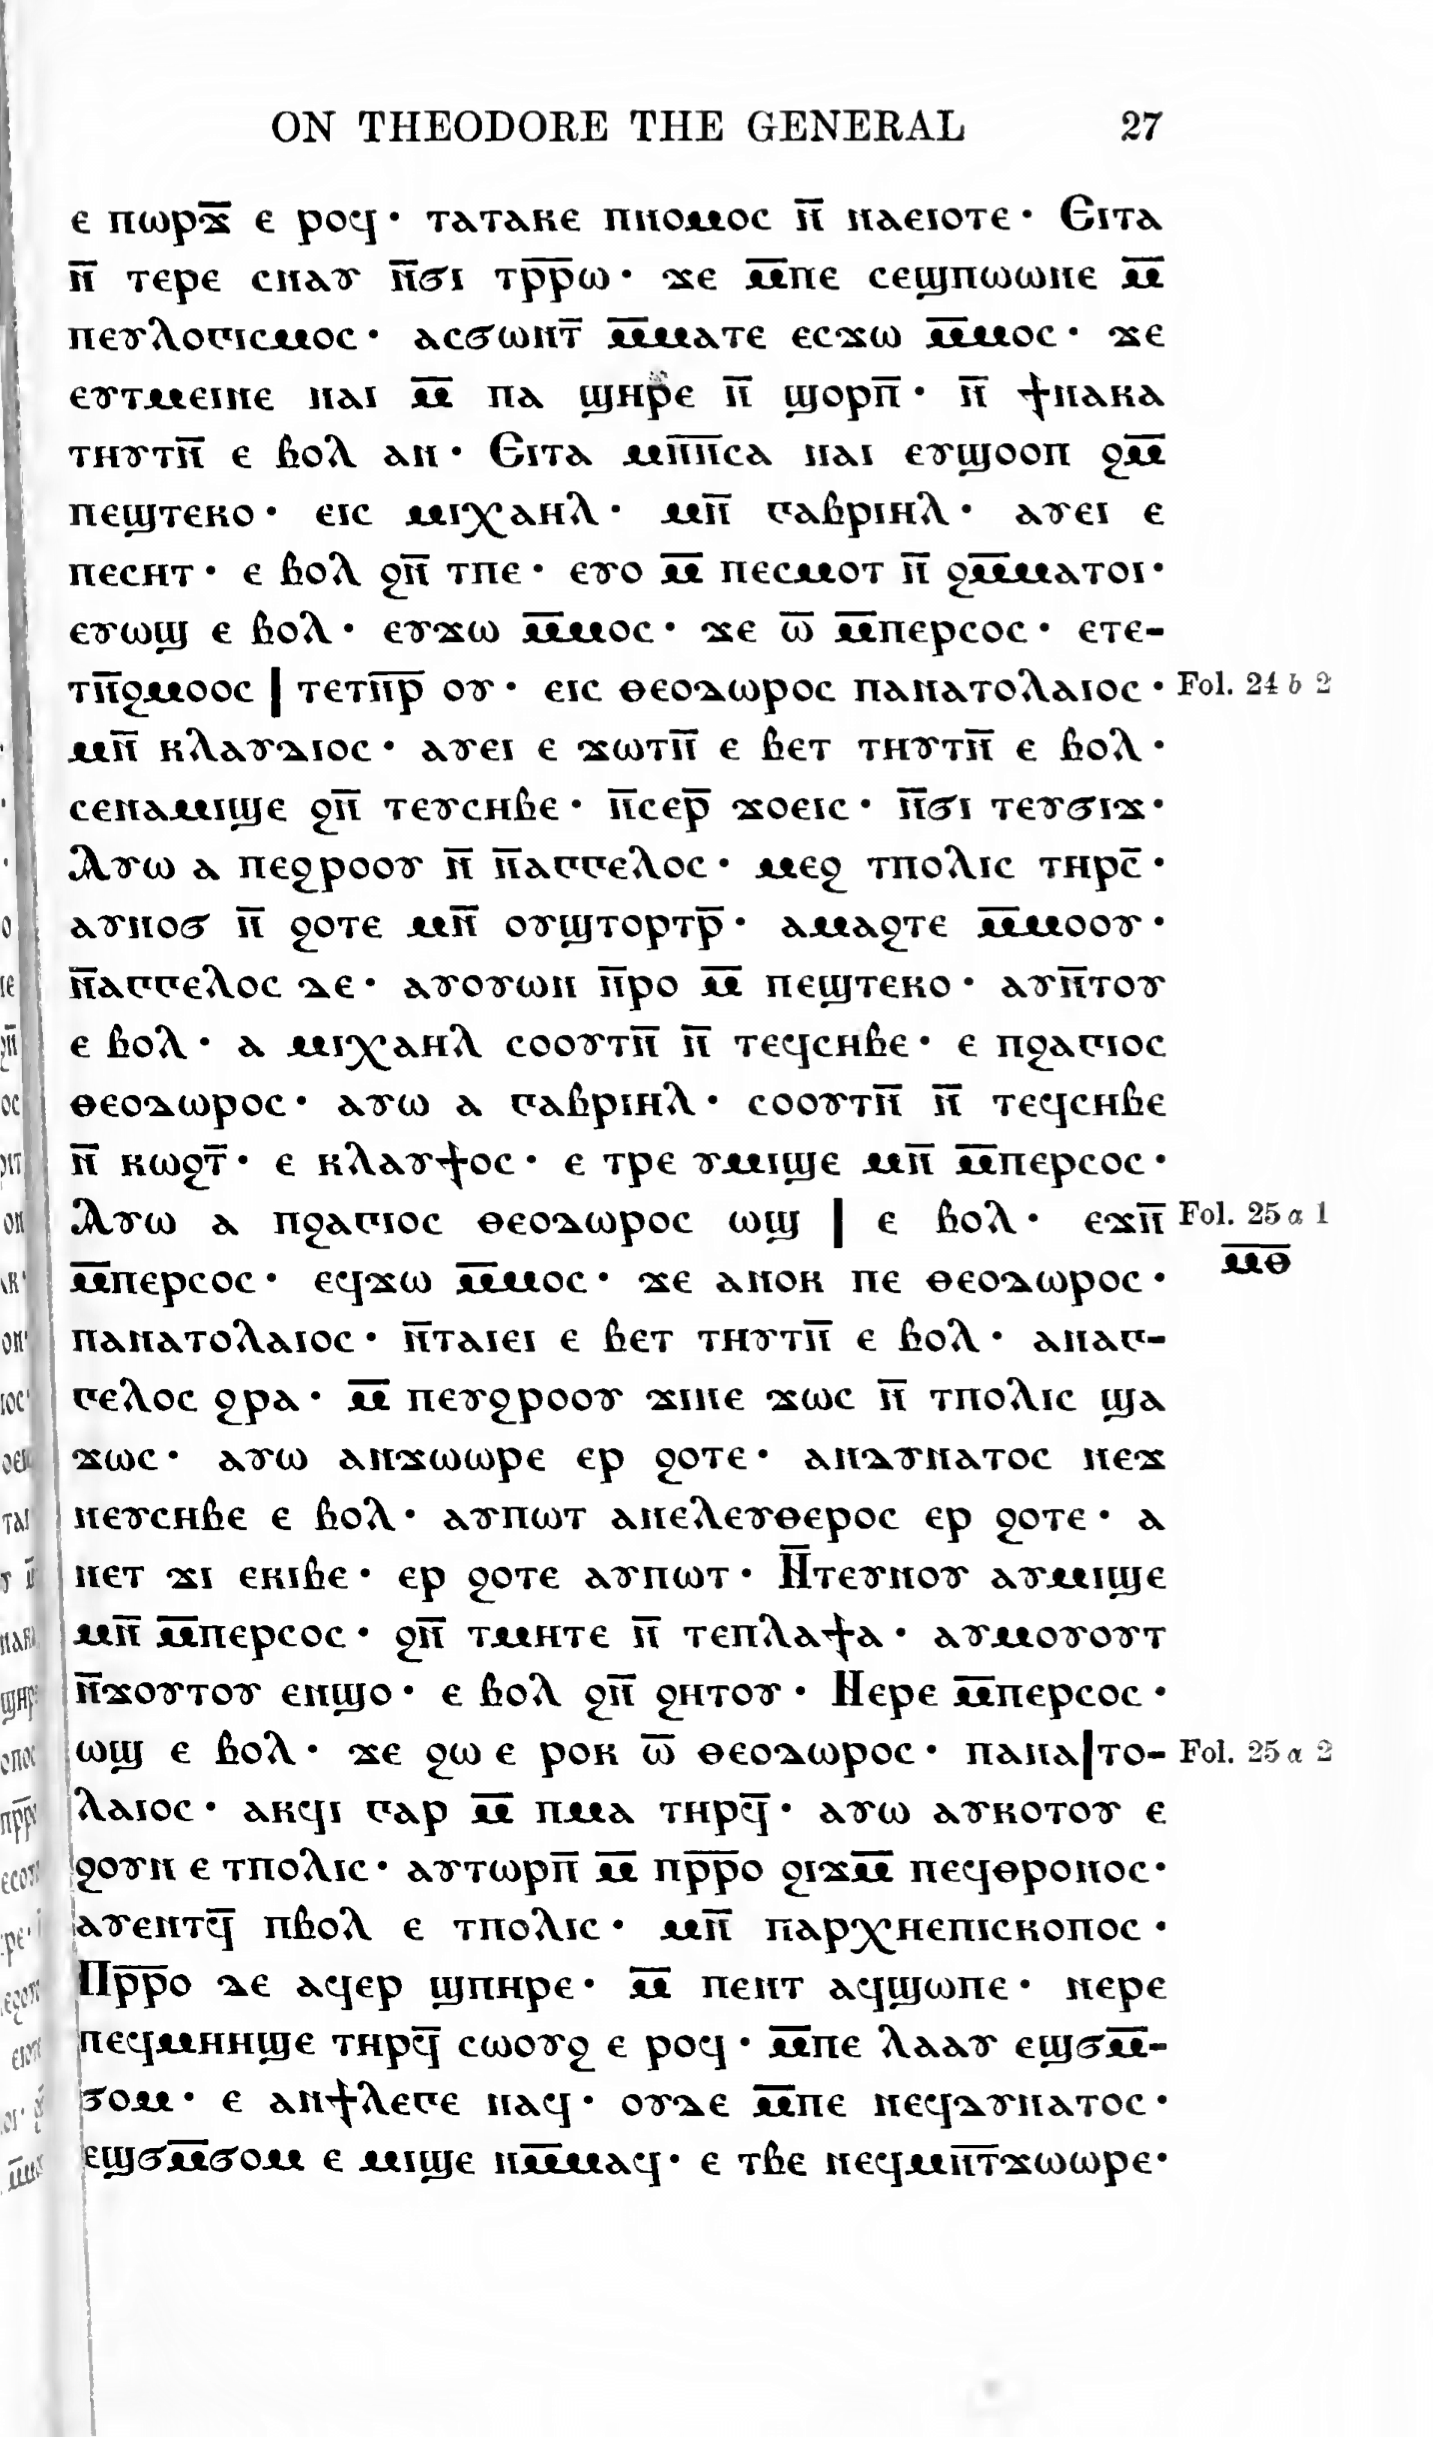 ON THEODORE THE GENERAL 27
ⲉ ⲡⲱⲣϫ̅ ⲉ ⲣⲟϥ· ⲧⲁⲧⲁⲕⲉ ⲡⲛⲟⲙⲟⲥ ⲛ̅ ⲛⲁⲉⲓⲟⲧⲉ· Ⲉⲓⲧⲁ
ⲛ̅ ⲧⲉⲣⲉ ⲥⲛⲁⲩ ⲛ̅ϭⲓ ⲧⲣ̅ⲣ̅ⲱ· ϫⲉ ⲙ̅ⲡⲉ ⲥⲉϣⲡⲱⲱⲛⲉ ⲙ̅
ⲡⲉⲩⲗⲟⲅⲓⲥⲙⲟⲥ· ⲁⲥϭⲱⲛⲧ̅ ⲙ̅ⲙⲁⲧⲉ ⲉⲥϫⲱ ⲙ̅ⲙⲟⲥ· ϫⲉ
ⲉⲩⲧⲙⲉⲓⲛⲉ ⲛⲁⲓ ⲙ̅ ⲡⲁ ϣⲏⲣⲉ ⲛ̅ ϣⲟⲣⲡ̅· ⲛ̅ ϯⲛⲁⲕⲁ
ⲧⲏⲩⲧⲛ̅ ⲉ ⲃⲟⲗ ⲁⲛ· Ⲉⲓⲧⲁ ⲙⲛ̅ⲛ̅ⲥⲁ ⲛⲁⲓ ⲉⲩϣⲟⲟⲡ ϩⲙ̅
ⲡⲉϣⲧⲉⲕⲟ· ⲉⲓⲥ ⲙⲓⲭⲁⲏⲗ· ⲙⲛ̅ ⲅⲁⲃⲣⲓⲏⲗ· ⲁⲩⲉⲓ ⲉ
ⲡⲉⲥⲏⲧ· ⲉ ⲃⲟⲗ ϩⲛ̅ ⲧⲡⲉ· ⲉⲩⲟ ⲙ̅ ⲡⲉⲥⲙⲟⲧ ⲛ̅ ϩⲙ̅ⲙⲁⲧⲟⲓ·
ⲉⲩⲱϣ ⲉ ⲃⲟⲗ· ⲉⲩϫⲱ ⲙ̅ⲙⲟⲥ· ϫⲉ ⲱ̅ ⲙ̅ⲡⲉⲣⲥⲟⲥ· ⲉⲧⲉ-
ⲧⲛ̅ϩⲙⲟⲟⲥ | ⲧⲉⲧⲛ̅ⲣ̅ ⲟⲩ· ⲉⲓⲥ ⲑⲉⲟⲇⲱⲣⲟⲥ ⲡⲁⲛⲁⲧⲟⲗⲁⲓⲟⲥ· Fol. 24 b 2
ⲙⲛ̅ ⲕⲗⲁⲩⲇⲓⲟⲥ· ⲁⲩⲉⲓ ⲉ ϫⲱⲧⲛ̅ ⲉ ⲃⲉⲧ ⲧⲏⲩⲧⲛ̅ ⲉ ⲃⲟⲗ·
ⲥⲉⲛⲁⲙⲓϣⲉ ϩⲛ̅ ⲧⲉⲩⲥⲏⲃⲉ· ⲛ̅ⲥⲉⲣ̅ ϫⲟⲉⲓⲥ· ⲛ̅ϭⲓ ⲧⲉⲩϭⲓϫ·
Ⲁⲩⲱ ⲁ ⲡⲉϩⲣⲟⲟⲩ ⲛ̅ ⲛ̅ⲁⲅⲅⲉⲗⲟⲥ· ⲙⲉϩ ⲧⲡⲟⲗⲓⲥ ⲧⲏⲣⲥ̅·
ⲁⲩⲛⲟϭ ⲛ̅ ϩⲟⲧⲉ ⲙⲛ̅ ⲟⲩϣⲧⲟⲣⲧⲣ̅· ⲁⲙⲁϩⲧⲉ ⲙ̅ⲙⲟⲟⲩ·
ⲛ̅ⲁⲅⲅⲉⲗⲟⲥ ⲇⲉ· ⲁⲩⲟⲩⲱⲛ ⲛ̅ⲣⲟ ⲙ̅ ⲡⲉϣⲧⲉⲕⲟ· ⲁⲩⲛ̅ⲧⲟⲩ
ⲉ ⲃⲟⲗ· ⲁ ⲙⲓⲭⲁⲏⲗ ⲥⲟⲟⲩⲧⲛ̅ ⲛ̅ ⲧⲉϥⲥⲏⲃⲉ· ⲉ ⲡϩⲁⲅⲓⲟⲥ
ⲑⲉⲟⲇⲱⲣⲟⲥ· ⲁⲩⲱ ⲁ ⲅⲁⲃⲣⲓⲏⲗ· ⲥⲟⲟⲩⲧⲛ̅ ⲛ̅ ⲧⲉϥⲥⲏⲃⲉ
ⲛ̅ ⲕⲱϩⲧ̅· ⲉ ⲕⲗⲁⲩϯⲟⲥ· ⲉ ⲧⲣⲉ ⲩⲙⲓϣⲉ ⲙⲛ̅ ⲙ̅ⲡⲉⲣⲥⲟⲥ·
Ⲁⲩⲱ ⲁ ⲡϩⲁⲅⲓⲟⲥ ⲑⲉⲟⲇⲱⲣⲟⲥ ⲱϣ | ⲉ ⲃⲟⲗ· ⲉϫⲛ̅ Fol. 25 a 1
ⲙ̅ⲑ̅
ⲙ̅ⲡⲉⲣⲥⲟⲥ· ⲉϥϫⲱ ⲙ̅ⲙⲟⲥ· ϫⲉ ⲁⲛⲟⲕ ⲡⲉ ⲑⲉⲟⲇⲱⲣⲟⲥ·
ⲡⲁⲛⲁⲧⲟⲗⲁⲓⲟⲥ· ⲛ̅ⲧⲁⲓⲉⲓ ⲉ ⲃⲉⲧ ⲧⲏⲩⲧⲛ̅ ⲉ ⲃⲟⲗ· ⲁⲛⲁⲅ-
ⲅⲉⲗⲟⲥ ϩⲣⲁ· ⲙ̅ ⲡⲉⲩϩⲣⲟⲟⲩ ϫⲓⲛⲉ ϫⲱⲥ ⲛ̅ ⲧⲡⲟⲗⲓⲥ ϣⲁ
ϫⲱⲥ· ⲁⲩⲱ ⲁⲛϫⲱⲱⲣⲉ ⲉⲣ ϩⲟⲧⲉ· ⲁⲛⲇⲩⲛⲁⲧⲟⲥ ⲛⲉϫ
ⲛⲉⲩⲥⲏⲃⲉ ⲉ ⲃⲟⲗ· ⲁⲩⲡⲱⲧ ⲁⲛⲉⲗⲉⲩⲑⲉⲣⲟⲥ ⲉⲣ ϩⲟⲧⲉ· ⲁ
ⲛⲉⲧ ϫⲓ ⲉⲕⲓⲃⲉ· ⲉⲣ ϩⲟⲧⲉ ⲁⲩⲡⲱⲧ· Ⲛ̅ⲧⲉⲩⲛⲟⲩ ⲁⲩⲙⲓϣⲉ
ⲙⲛ̅ ⲙ̅ⲡⲉⲣⲥⲟⲥ· ϩⲛ̅ ⲧⲙⲏⲧⲉ ⲛ̅ ⲧⲉⲡⲗⲁϯⲁ· ⲁⲩⲙⲟⲩⲟⲩⲧ
ⲛ̅ϫⲟⲩⲧⲟⲩ ⲉⲛϣⲟ· ⲉ ⲃⲟⲗ ϩⲛ̅ ϩⲏⲧⲟⲩ· Ⲛⲉⲣⲉ ⲙ̅ⲡⲉⲣⲥⲟⲥ·
ⲱϣ ⲉ ⲃⲟⲗ· ϫⲉ ϩⲱ ⲉ ⲣⲟⲕ ⲱ̅ ⲑⲉⲟⲇⲱⲣⲟⲥ· ⲡⲁⲛⲁ|ⲧⲟ- Fol. 25 a 2
ⲗⲁⲓⲟⲥ· ⲁⲕϥⲓ ⲅⲁⲣ ⲙ̅ ⲡⲙⲁ ⲧⲏⲣϥ̅· ⲁⲩⲱ ⲁⲩⲕⲟⲧⲟⲩ ⲉ
ϩⲟⲩⲛ ⲉ ⲧⲡⲟⲗⲓⲥ· ⲁⲩⲧⲱⲣⲡ̅ ⲙ̅ ⲡⲣ̅ⲣ̅ⲟ ϩⲓϫⲙ̅ ⲡⲉϥⲑⲣⲟⲛⲟⲥ·
ⲁⲩⲉⲛⲧϥ̅ ⲡⲃⲟⲗ ⲉ ⲧⲡⲟⲗⲓⲥ· ⲙⲛ̅ ⲡⲁⲣⲭⲏⲉⲡⲓⲥⲕⲟⲡⲟⲥ·
Ⲡⲣ̅ⲣ̅ⲟ ⲇⲉ ⲁϥⲉⲣ ϣⲡⲏⲣⲉ· ⲙ̅ ⲡⲉⲛⲧ ⲁϥϣⲱⲡⲉ· ⲛⲉⲣⲉ
ⲡⲉϥⲙⲏⲏϣⲉ ⲧⲏⲣϥ̅ ⲥⲱⲟⲩϩ ⲉ ⲣⲟϥ· ⲙ̅ⲡⲉ ⲗⲁⲁⲩ ⲉϣϭⲙ̅-
ϭⲟⲙ· ⲉ ⲁⲛϯⲗⲉⲅⲉ ⲛⲁϥ· ⲟⲩⲇⲉ ⲙ̅ⲡⲉ ⲛⲉϥⲇⲩⲛⲁⲧⲟⲥ·
ⲉϣϭⲙ̅ϭⲟⲙ ⲉ ⲙⲓϣⲉ ⲛⲙ̅ⲙⲁϥ· ⲉ ⲧⲃⲉ ⲛⲉϥⲙⲛ̅ⲧ̅ϫⲱⲱⲣⲉ·